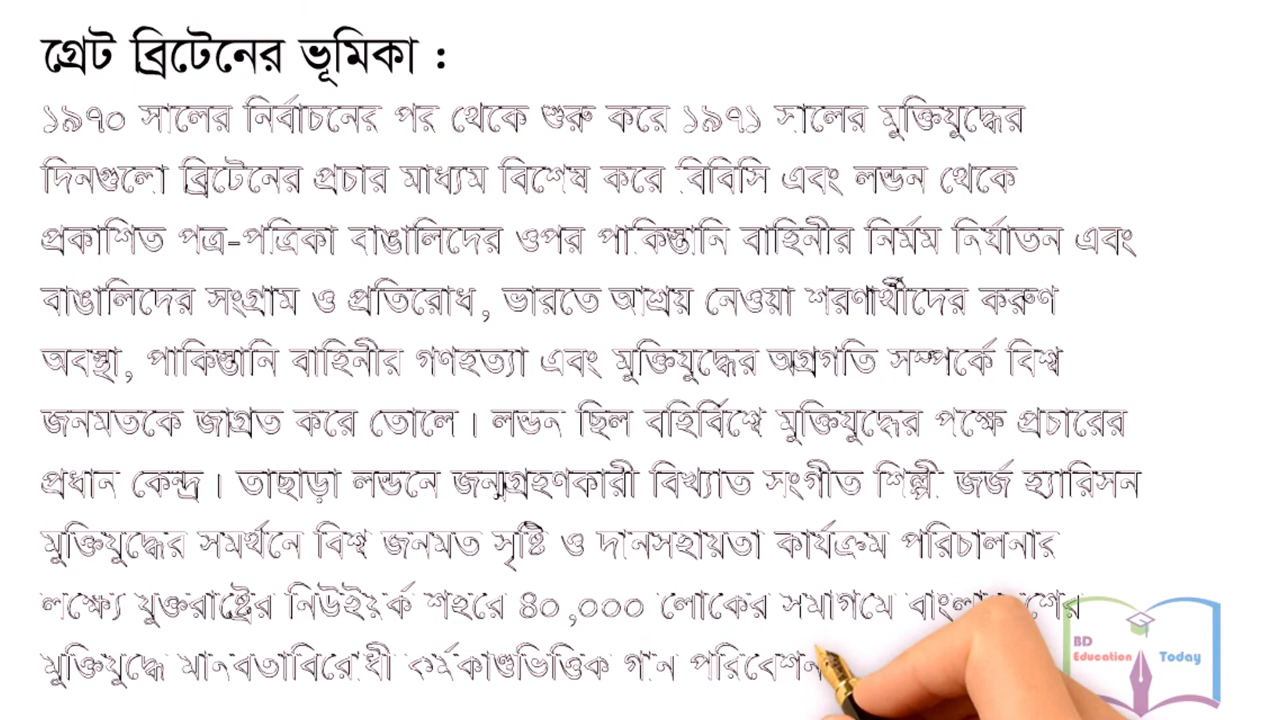 গ্রেট ব্রিটেনের ভূমিকা :
১৯৭০ সালের নির্বাচনের পর থেকে শুরু করে ১৯৭১ সালের মুক্তিযুদ্ধের
দিনগুলো ব্রিটেনের প্রচার মাধ্যম বিশেষ করে বিবিসি এবং লন্ডন থেকে
প্রকাশিত পত্র-পত্রিকা বাঙালিদের ওপর পাকিস্তানি বাহিনীর নির্মম নির্যাতন এবং
বাঙালিদের সংগ্রাম ও প্রতিরোধ, ভারতে আশ্রয় নেওয়া শরণার্থীদের করুণ
অবস্থা, পাকিস্তানি বাহিনীর গণহত্যা এবং মুক্তিযুদ্ধের অগ্রগতি সম্পর্কে বিশ্ব
জনমতকে জাগ্রত করে তোলে। লন্ডন ছিল বহির্বিশ্বে মুক্তিযুদ্ধের পক্ষে প্রচারের
প্রধান কেন্দ্র। তাছাড়া লন্ডনে জন্মগ্রহণকারী বিখ্যাত সংগীত শিল্পী জর্জ হ্যারিসন
মুক্তিযুদ্ধের সমর্থনে বিশ্ব জনমত সৃষ্টি ও দানসহায়তা কার্যক্রম পরিচালনার
লক্ষ্যে যুক্তরাষ্ট্রের নিউইয়র্ক শহরে ৪০,০০০ লোকের সমাগমে
মুক্তিযুদ্ধে মানবতাবিরোধী কর্মকাণ্ডভিত্তিক গান পরিবেশন
BD
Education Today